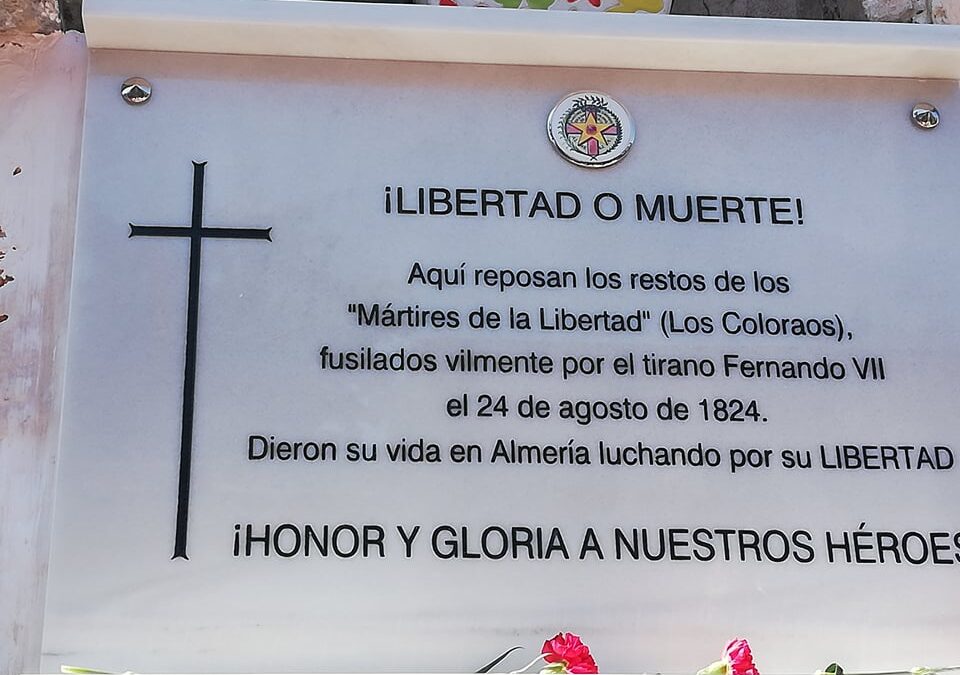 ¡LIBERTAD O MUERTE!
Aquí reposan los restos de los
"Mártires de la Libertad" (Los Coloraos),
fusilados vilmente por el tirano Fernando VII
el 24 de agosto de 1824.
Dieron su vida en Almería luchando por su LIBERTAD
¡HONOR Y GLORIA A NUESTROS HÉROES